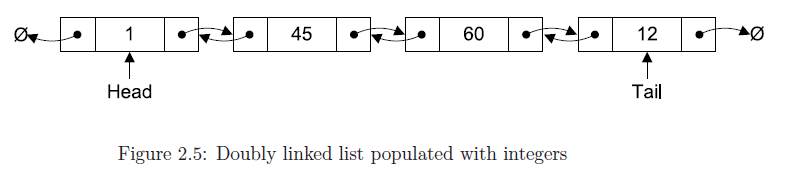 Ø 1 45 60 12 Ø
Head Tail
Figure 2.5: Doubly linked list populated with integers